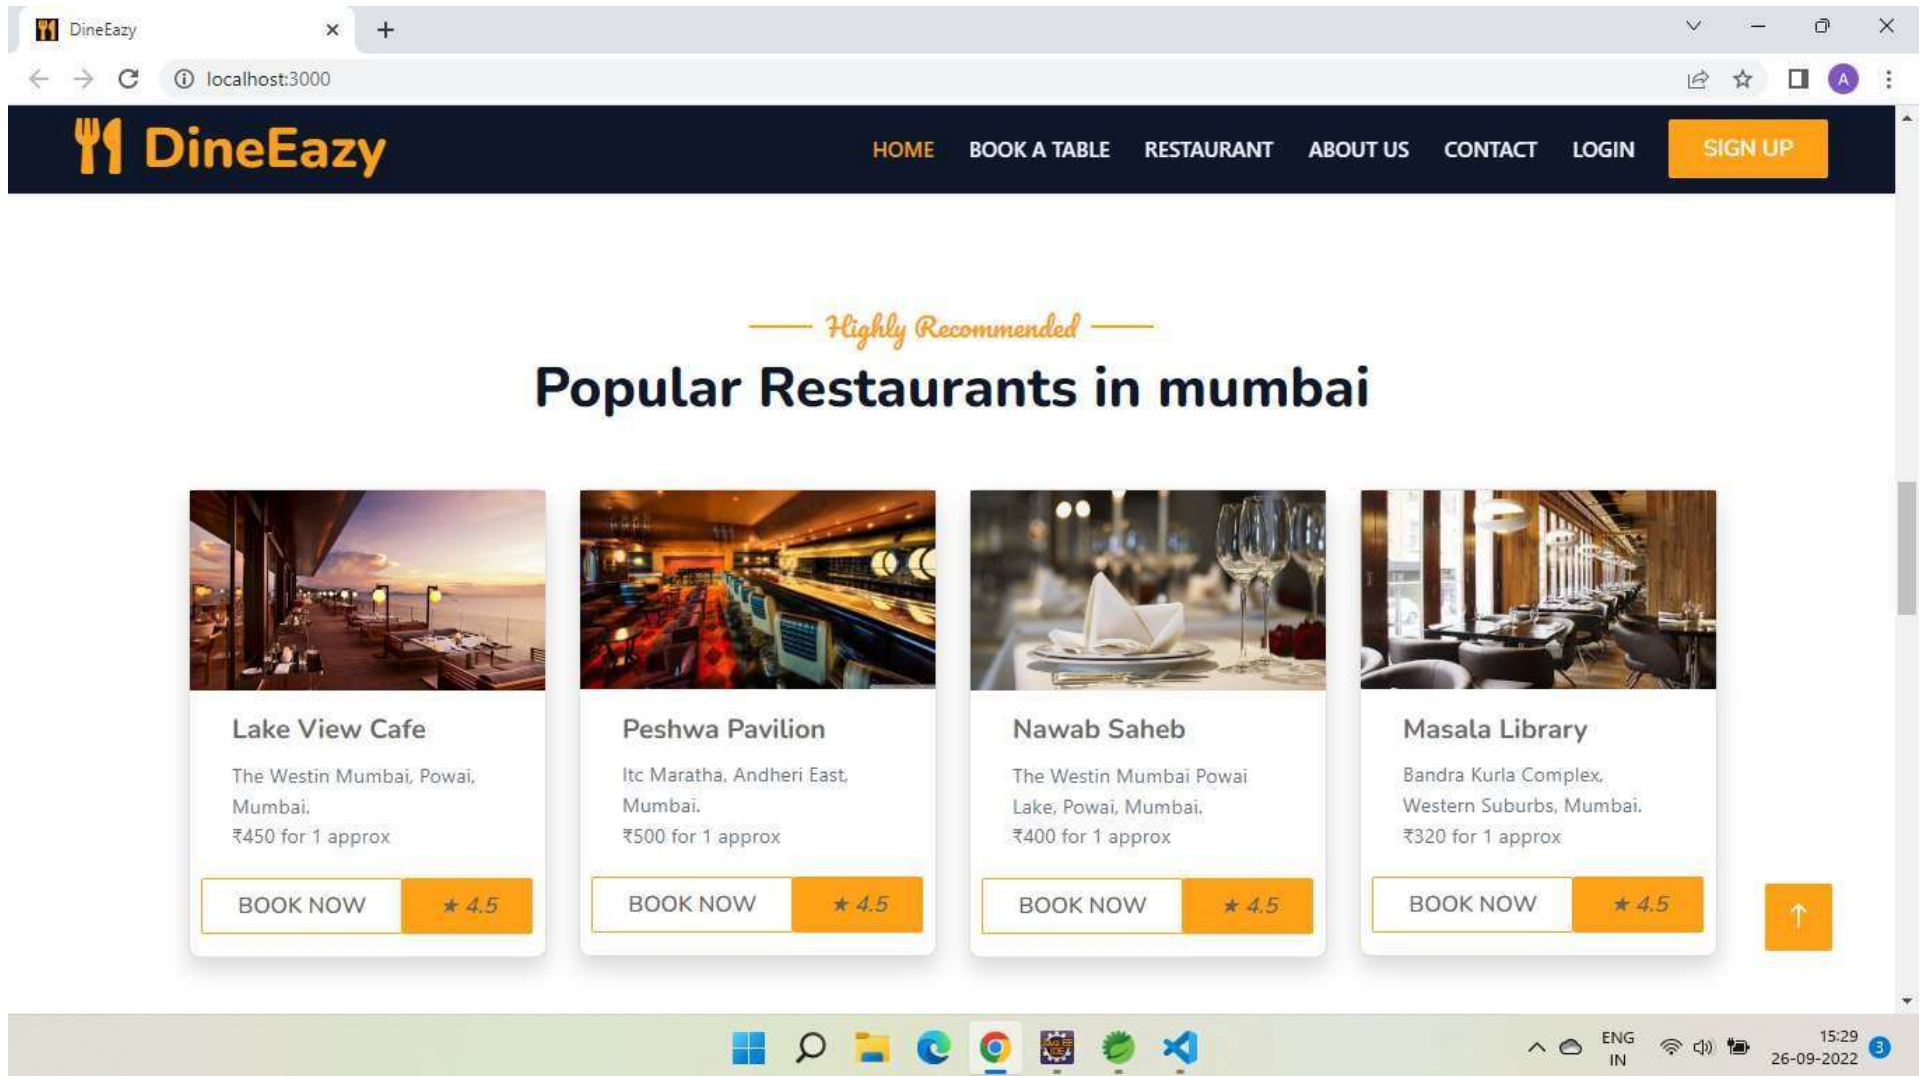 DineEazy
localhost:3000
A
DineEazy
HOME BOOK A TABLE RESTAURANT ABOUT US CONTACT LOGIN SIGN UP
Highly Recommended
Popular Restaurants in mumbai
Lake View Cafe
The Westin Mumbai, Powai,
Mumbai.
₹450 for 1 approx
BOOK NOW ★ 4.5
Peshwa Pavilion
Itc Maratha, Andheri East,
Mumbai.
₹500 for 1 approx
BOOK NOW ★ 4.5
Nawab Saheb
The Westin Mumbai Powai
Lake, Powai, Mumbai.
₹400 for 1 approx
BOOK NOW ★ 4.5
Masala Library
Bandra Kurla Complex,
Western Suburbs, Mumbai.
₹320 for 1 approx
BOOK NOW ★ 4.5
ENG
IN
15:29
26-09-2022
3